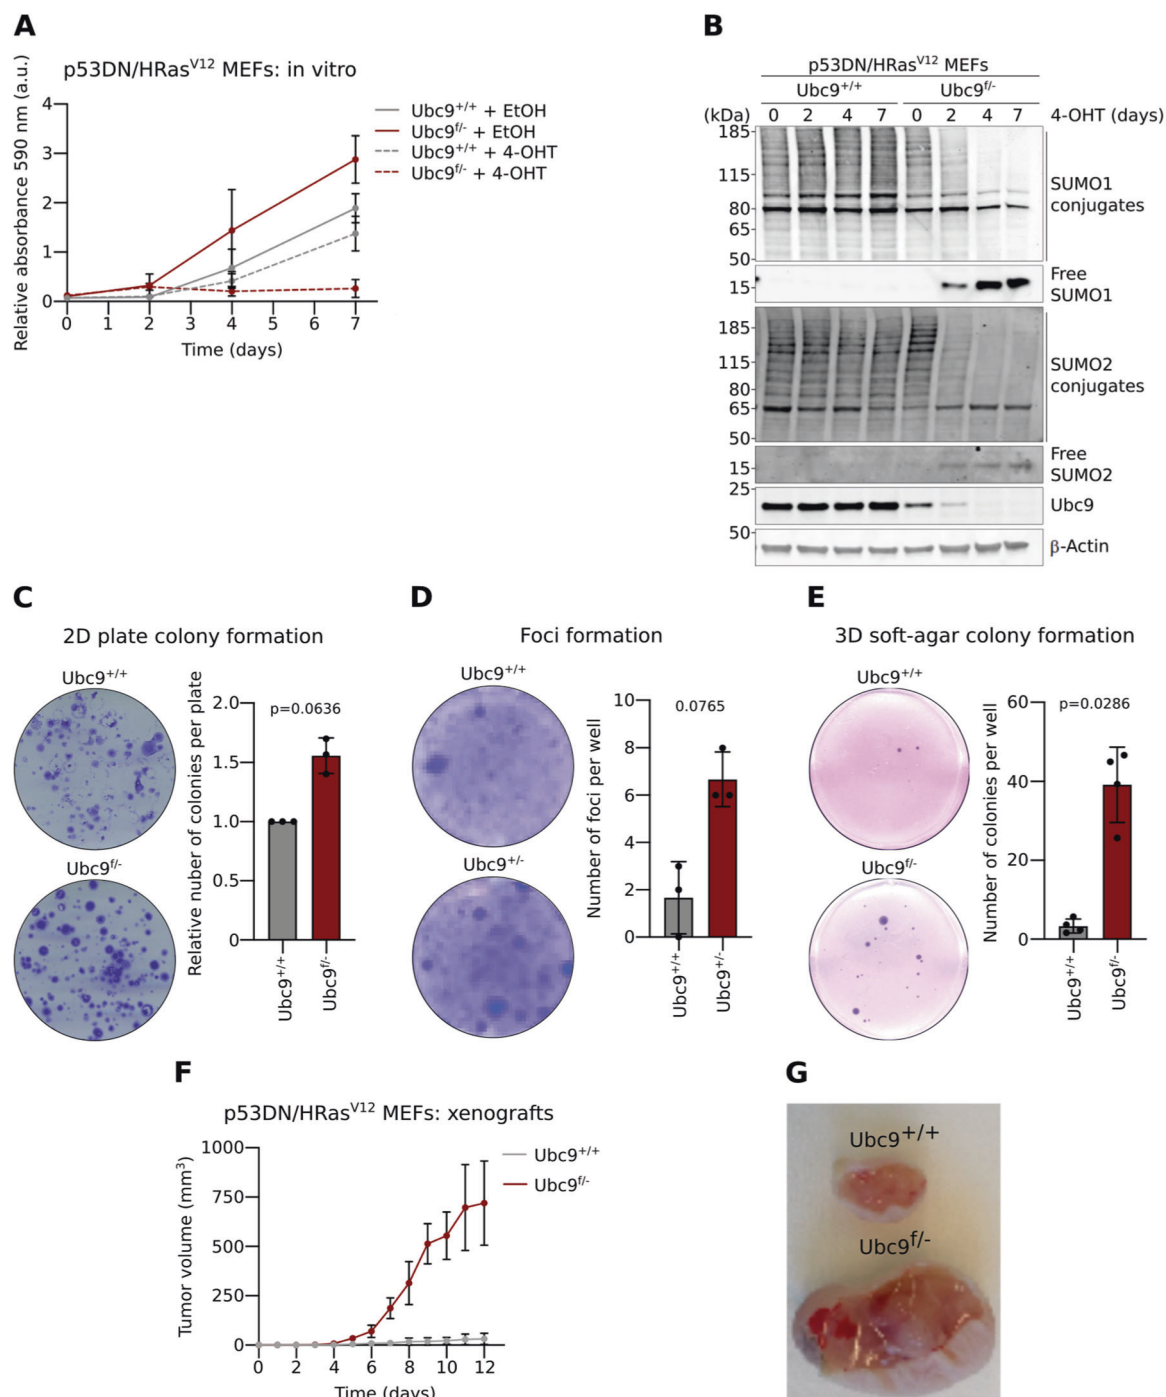 A
p53DN/HRasV12 MEFs: in vitro
Relative absorbance 590 nm (a.u.)
4
3
2
1
0
0 1 2 3 4 5 6 7
Time (days)
Ubc9+/+ + EtOH
Ubc9f/- + EtOH
Ubc9+/+ + 4-OHT
Ubc9f/- + 4-OHT
B
p53DN/HRasV12 MEFs
Ubc9+/+ Ubc9f/-
(kDa) 0 2 4 7 0 2 4 7 4-OHT (days)
185
115
80
65
50
SUMO1
conjugates
15
Free
SUMO1
185
115
80
65
50
SUMO2
conjugates
15
Free
SUMO2
25
Ubc9
50
β-Actin
C
2D plate colony formation
Ubc9+/+
Ubc9f/-
Relative nuber of colonies per plate
2.0
1.5
1.0
0.5
0
p=0.0636
Ubc9+/+
Ubc9f/-
D
Foci formation
Ubc9+/+
Ubc9+/-
Number of foci per well
10
8
6
4
2
0
0.0765
Ubc9+/+
Ubc9+/-
E
3D soft-agar colony formation
Ubc9+/+
Ubc9f/-
Number of colonies per well
60
40
20
0
p=0.0286
Ubc9+/+
Ubc9f/-
F
p53DN/HRasV12 MEFs: xenografts
Tumor volume (mm3)
1000
750
500
250
0
0 2 4 6 8 10 12
Time (days)
Ubc9+/+
Ubc9f/-
G
Ubc9+/+
Ubc9f/-